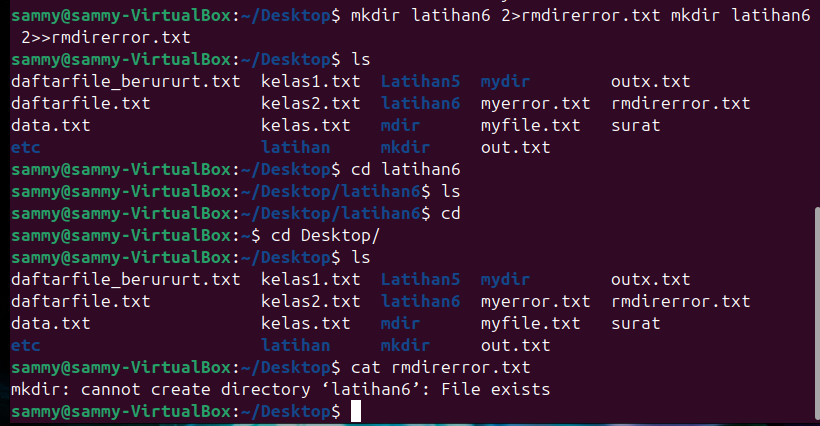 sammy@sammy-VirtualBox:~/Desktop$ mkdir latihan6 2>rmdirerror.txt mkdir latihan6
 2>>rmdirerror.txt
sammy@sammy-VirtualBox:~/Desktop$ ls
daftarfile_berururt.txt  kelas1.txt  Latihan5  mydir        outx.txt
daftarfile.txt           kelas2.txt  latihan6  myerror.txt  rmdirerror.txt
data.txt                 kelas.txt   mdir      myfile.txt   surat
etc                      latihan     mkdir     out.txt
sammy@sammy-VirtualBox:~/Desktop$ cd latihan6
sammy@sammy-VirtualBox:~/Desktop/latihan6$ ls
sammy@sammy-VirtualBox:~/Desktop/latihan6$ cd
sammy@sammy-VirtualBox:~$ cd Desktop/
sammy@sammy-VirtualBox:~/Desktop$ ls
daftarfile_berururt.txt  kelas1.txt  Latihan5  mydir        outx.txt
daftarfile.txt           kelas2.txt  latihan6  myerror.txt  rmdirerror.txt
data.txt                 kelas.txt   mdir      myfile.txt   surat
etc                      latihan     mkdir     out.txt
sammy@sammy-VirtualBox:~/Desktop$ cat rmdirerror.txt
mkdir: cannot create directory ‘latihan6’: File exists
sammy@sammy-VirtualBox:~/Desktop$